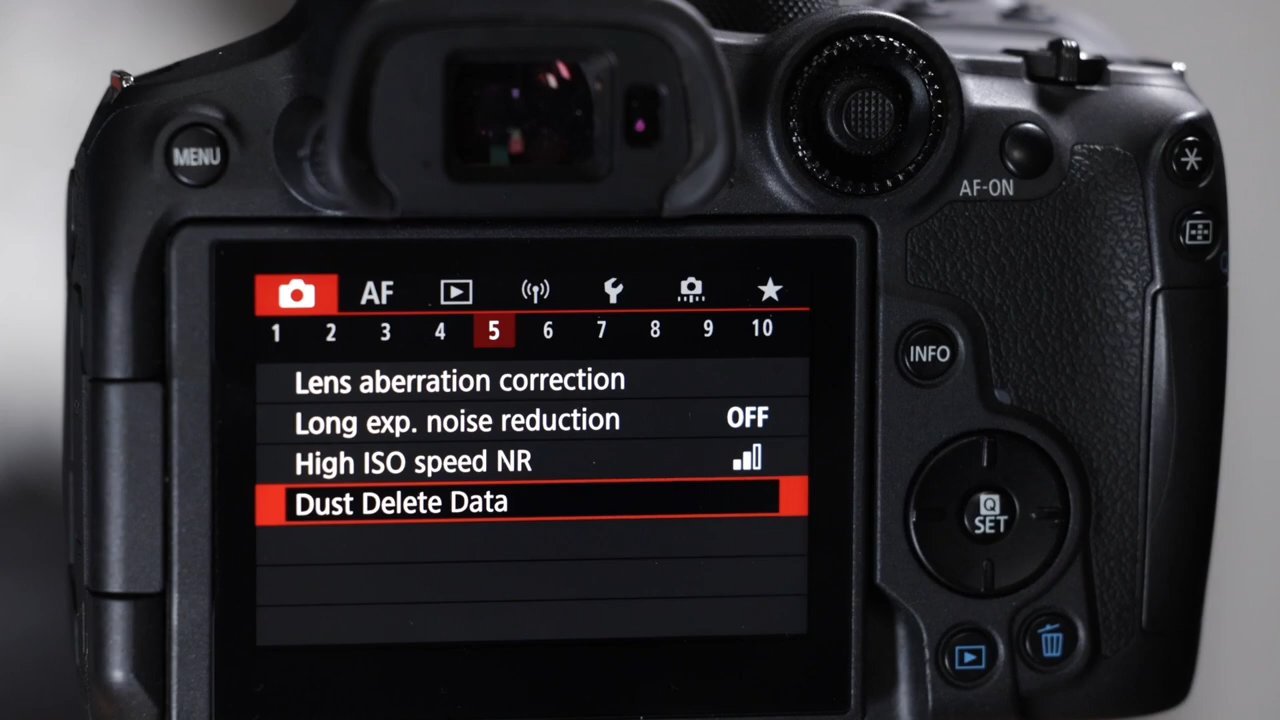 MENU
AF-ON
AF
1 2 3 4 5 6 7 8 9 10
Lens aberration correction
Long exp. noise reduction OFF
High ISO speed NR
Dust Delete Data
INFO
Q
SET